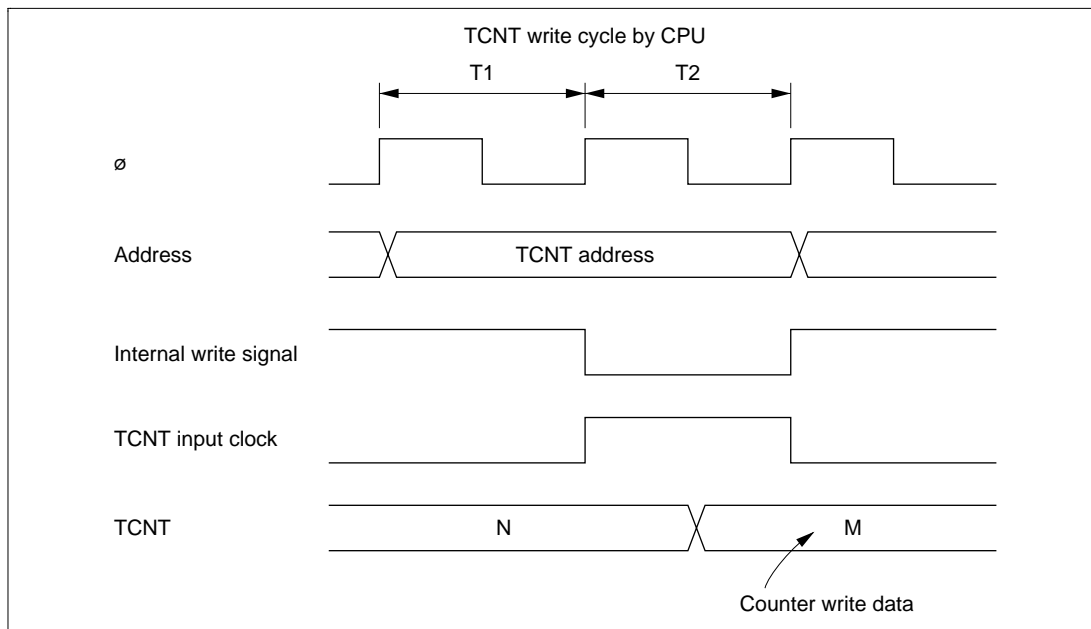 TCNT write cycle by CPU
T1 T2
ø
Address TCNT address
Internal write signal
TCNT input clock
TCNT N M
Counter write data